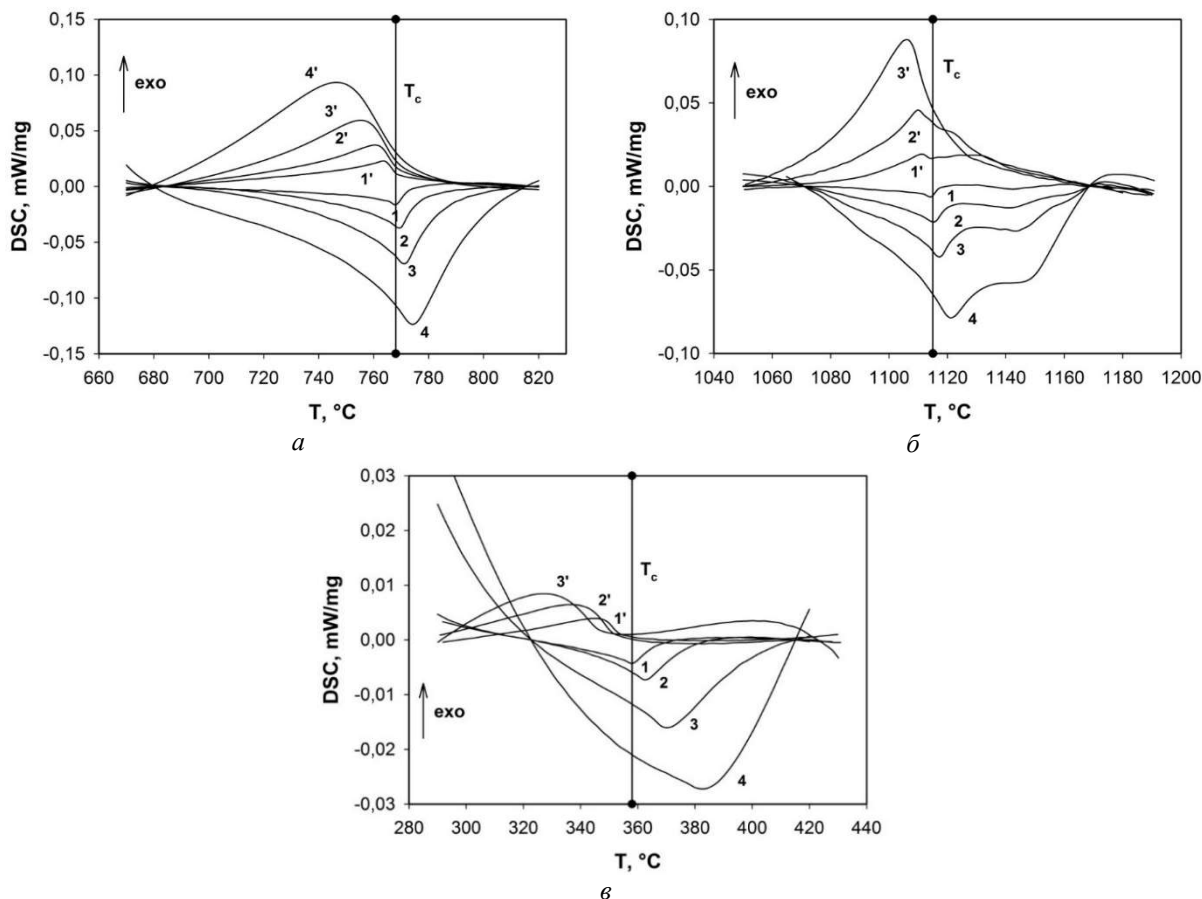 0,15
0,10
0,05
0,00
-0,05
-0,10
-0,15
DSC, mW/mg
exo
4'
3'
2'
1'
Tc
1
2
3
4
660 680 700 720 740 760 780 800 820
T, °C
а
0,10
0,05
0,00
-0,05
-0,10
DSC, mW/mg
exo
3'
2'
1'
Tc
1
2
3
4
1040 1060 1080 1100 1120 1140 1160 1180 1200
T, °C
б
0,03
0,02
0,01
0,00
-0,01
-0,02
-0,03
DSC, mW/mg
Tc
3'
2'
1'
1
2
3
4
exo
280 300 320 340 360 380 400 420 440
T, °C
в